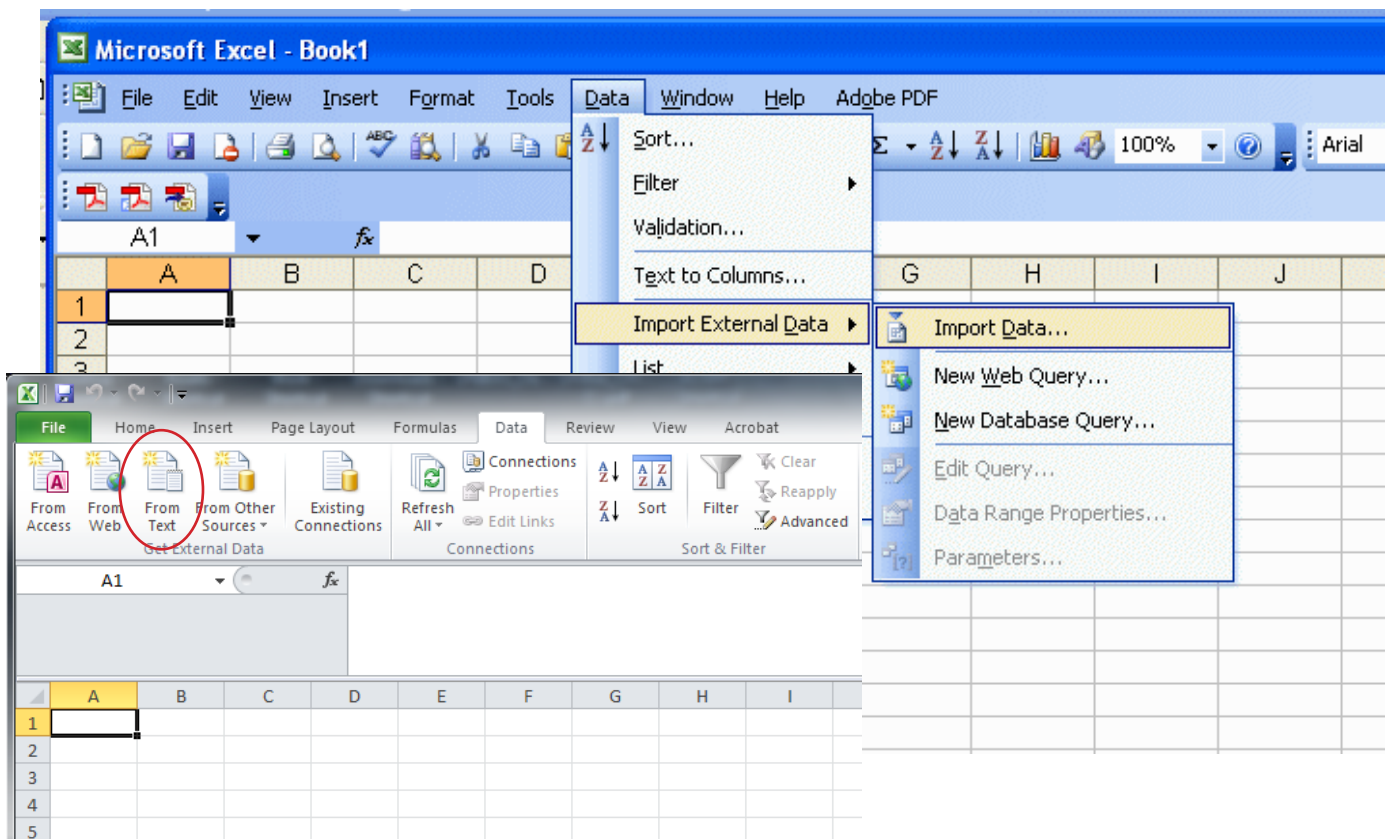 Microsoft Excel - Book1
File Edit View Insert Format Tools Data Window Help Adobe PDF
ABC Σ A Z Z A 100% Arial
A Z Sort...
Filter
Validation...
Text to Columns...
Import External Data
List
Import Data...
New Web Query...
New Database Query...
Edit Query...
Data Range Properties...
Parameters...
A1 fx
A B C D G H I J
1
2
3
File Home Insert Page Layout Formulas Data Review View Acrobat
From Access
From Web
From Text
From Other Sources
Existing Connections
Get External Data
Refresh All
Connections
Properties
Edit Links
Connections
A Z
Z A
A Z Z A
Sort
Filter
Clear
Reapply
Advanced
Sort & Filter
A1 fx
A B C D E F G H I
1
2
3
4
5